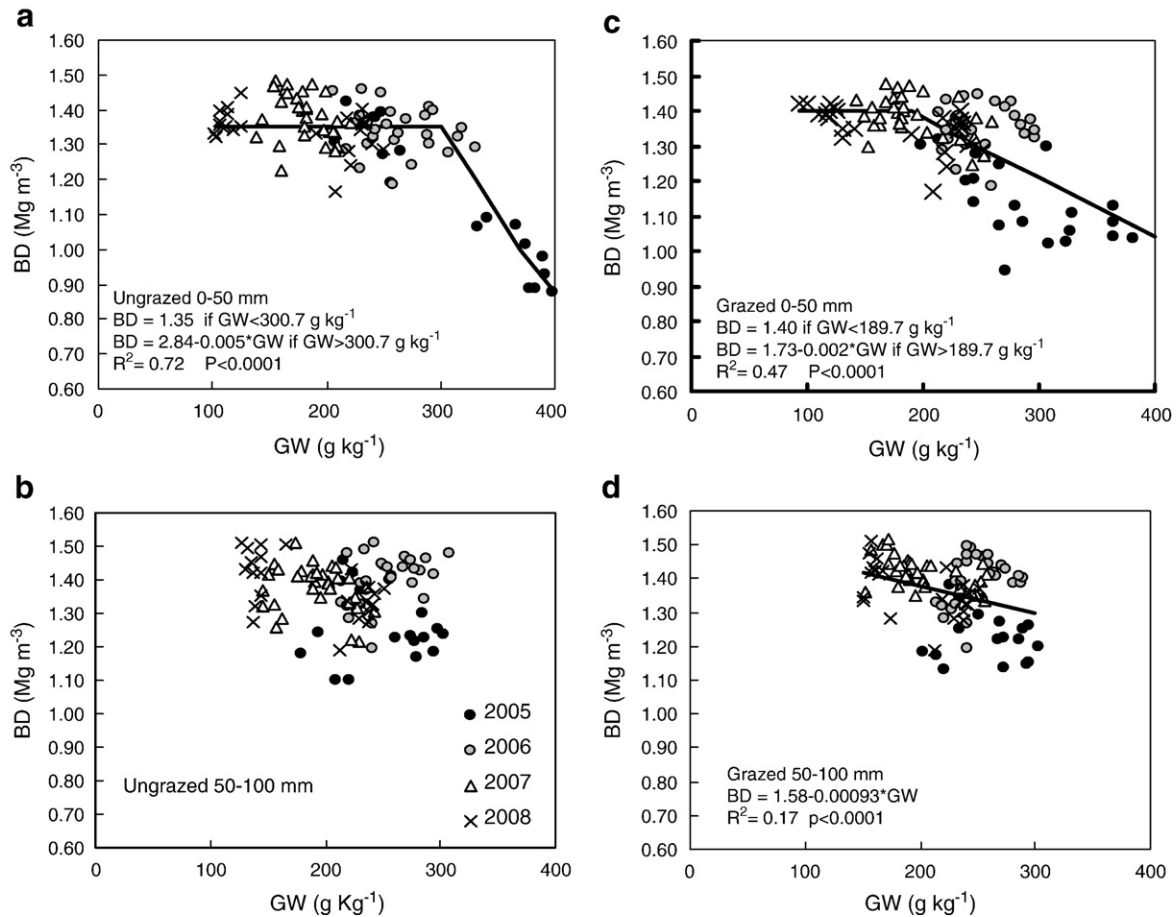 a
1.60
1.50
1.40
1.30
1.20
1.10
1.00
0.90
0.80
0.70
0.60
BD (Mg m⁻³)
Ungrazed 0-50 mm
BD = 1.35 if GW<300.7 g kg⁻¹
BD = 2.84-0.005*GW if GW>300.7 g kg⁻¹
R²= 0.72 P<0.0001
0 100 200 300 400
GW (g kg⁻¹)
c
1.60
1.50
1.40
1.30
1.20
1.10
1.00
0.90
0.80
0.70
0.60
BD (Mg m⁻³)
Grazed 0-50 mm
BD = 1.40 if GW<189.7 g kg⁻¹
BD = 1.73-0.002*GW if GW>189.7 g kg⁻¹
R²= 0.47 P<0.0001
0 100 200 300 400
GW (g kg⁻¹)
b
1.60
1.50
1.40
1.30
1.20
1.10
1.00
0.90
0.80
0.70
0.60
BD (Mg m⁻³)
2005
2006
2007
2008
Ungrazed 50-100 mm
0 100 200 300 400
GW (g Kg⁻¹)
d
1.60
1.50
1.40
1.30
1.20
1.10
1.00
0.90
0.80
0.70
0.60
BD (Mg m⁻³)
Grazed 50-100 mm
BD = 1.58-0.00093*GW
R²= 0.17 p<0.0001
0 100 200 300 400
GW (g kg⁻¹)